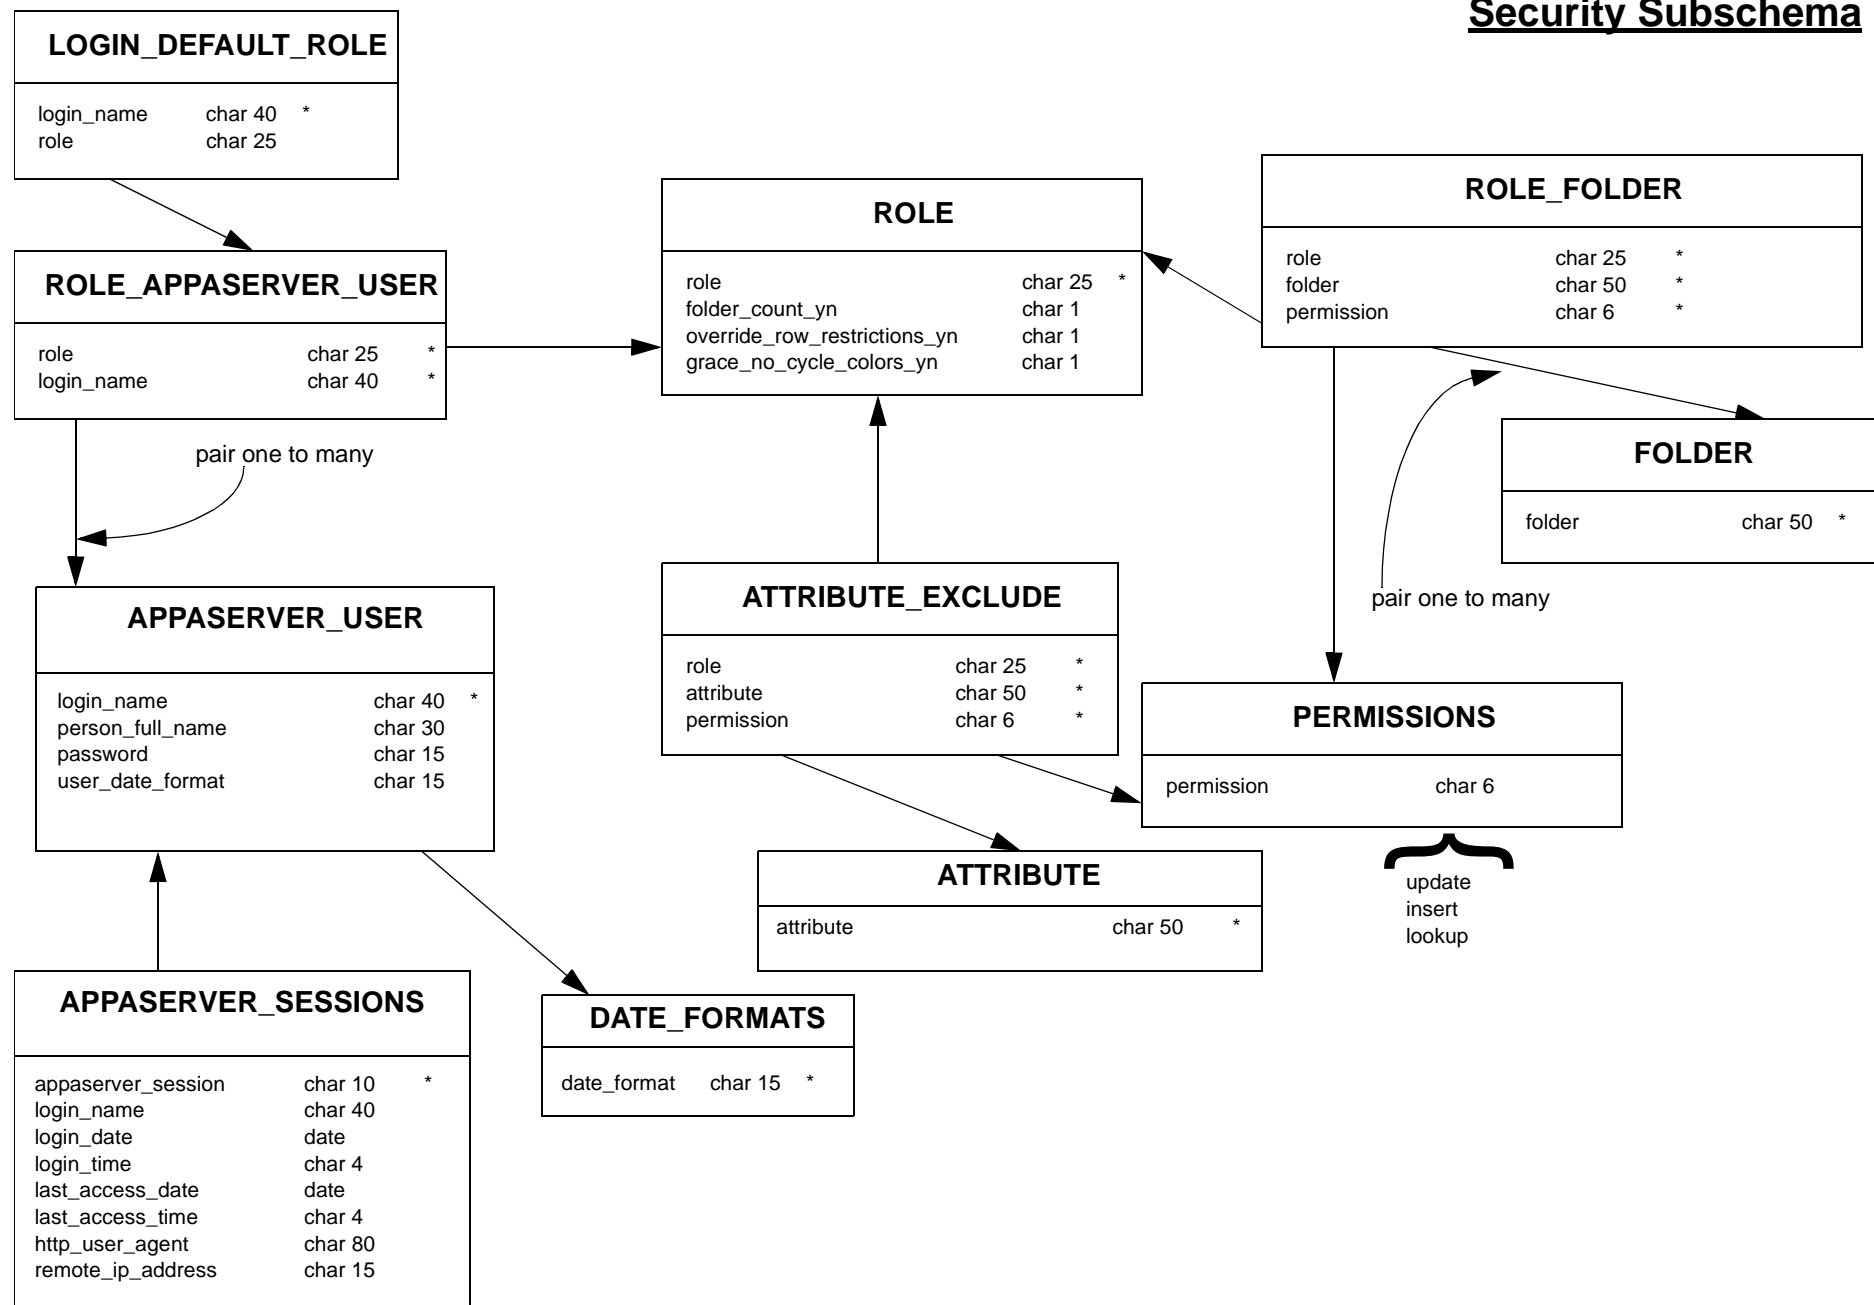 Security Subschema
LOGIN_DEFAULT_ROLE
login_name char 40 *
role char 25
ROLE_APPASERVER_USER
role char 25 *
login_name char 40 *
pair one to many
APPASERVER_USER
login_name char 40 *
person_full_name char 30
password char 15
user_date_format char 15
APPASERVER_SESSIONS
appaserver_session char 10 *
login_name char 40
login_date date
login_time char 4
last_access_date date
last_access_time char 4
http_user_agent char 80
remote_ip_address char 15
DATE_FORMATS
date_format char 15 *
ROLE
role char 25 *
folder_count_yn char 1
override_row_restrictions_yn char 1
grace_no_cycle_colors_yn char 1
ATTRIBUTE_EXCLUDE
role char 25 *
attribute char 50 *
permission char 6 *
ATTRIBUTE
attribute char 50 *
ROLE_FOLDER
role char 25 *
folder char 50 *
permission char 6 *
FOLDER
folder char 50 *
pair one to many
PERMISSIONS
permission char 6
update
insert
lookup